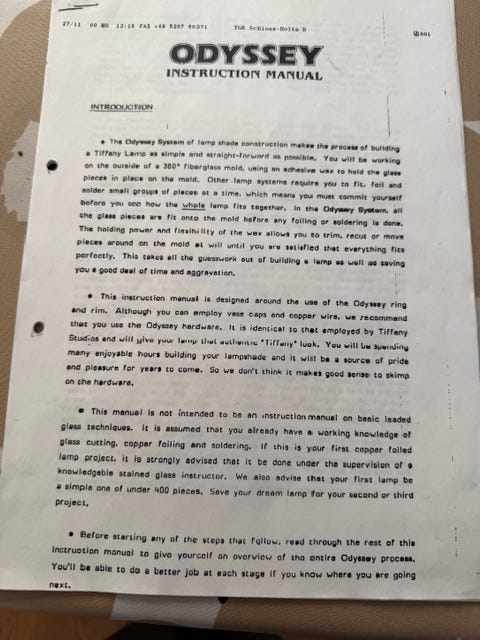 27/11 '00 MO 13:18 FAX +49 5207 50371 TGK Schloss-Holte D 001
ODYSSEY
INSTRUCTION MANUAL
INTRODUCTION
• The Odyssey System of lamp shade construction makes the process of building
a Tiffany Lamp as simple and straight-forward as possible. You will be working
on the outside of a 360° fiberglass mold, using an adhesive wax to hold the glass
pieces in place on the mold. Other lamp systems require you to fit, foil and
solder small groups of pieces at a time, which means you must commit yourself
before you see how the whole lamp fits together. In the Odyssey System, all
the glass pieces are fit onto the mold before any foiling or soldering is done.
The holding power and flexibility of the wax allows you to trim, recut or move
pieces around on the mold at will until you are satisfied that everything fits
perfectly. This takes all the guesswork out of building a lamp as well as saving
you a good deal of time and aggravation.
• This instruction manual is designed around the use of the Odyssey ring
and rim. Although you can employ vase caps and copper wire, we recommend
that you use the Odyssey hardware. It is identical to that employed by Tiffany
Studios and will give your lamp that authentic "Tiffany" look. You will be spending
many enjoyable hours building your lampshade and it will be a source of pride
and pleasure for years to come. So we don't think it makes good sense to skimp
on the hardware.
• This manual is not intended to be an instruction manual on basic leaded
glass techniques. It is assumed that you already have a working knowledge of
glass cutting, copper foiling and soldering. If this is your first copper foiled
lamp project, it is strongly advised that it be done under the supervision of a
knowledgable stained glass instructor. We also advise that your first lamp be
a simple one of under 400 pieces. Save your dream lamp for your second or third
project.
• Before starting any of the steps that follow, read through the rest of this
instruction manual to give yourself an overview of the entire Odyssey process.
You'll be able to do a better job at each stage if you know where you are going
next.